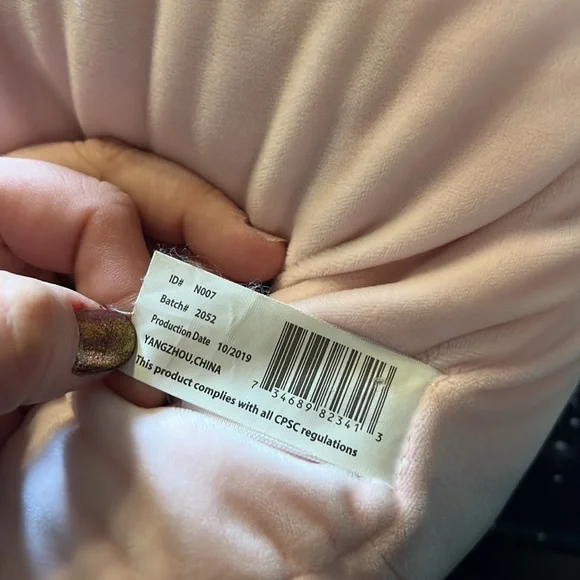 ID# N007
Batch# 2052
Production Date 10/2019
YANGZHOU,CHINA
This product complies with all CPSC regulations
7 34689 82341 3